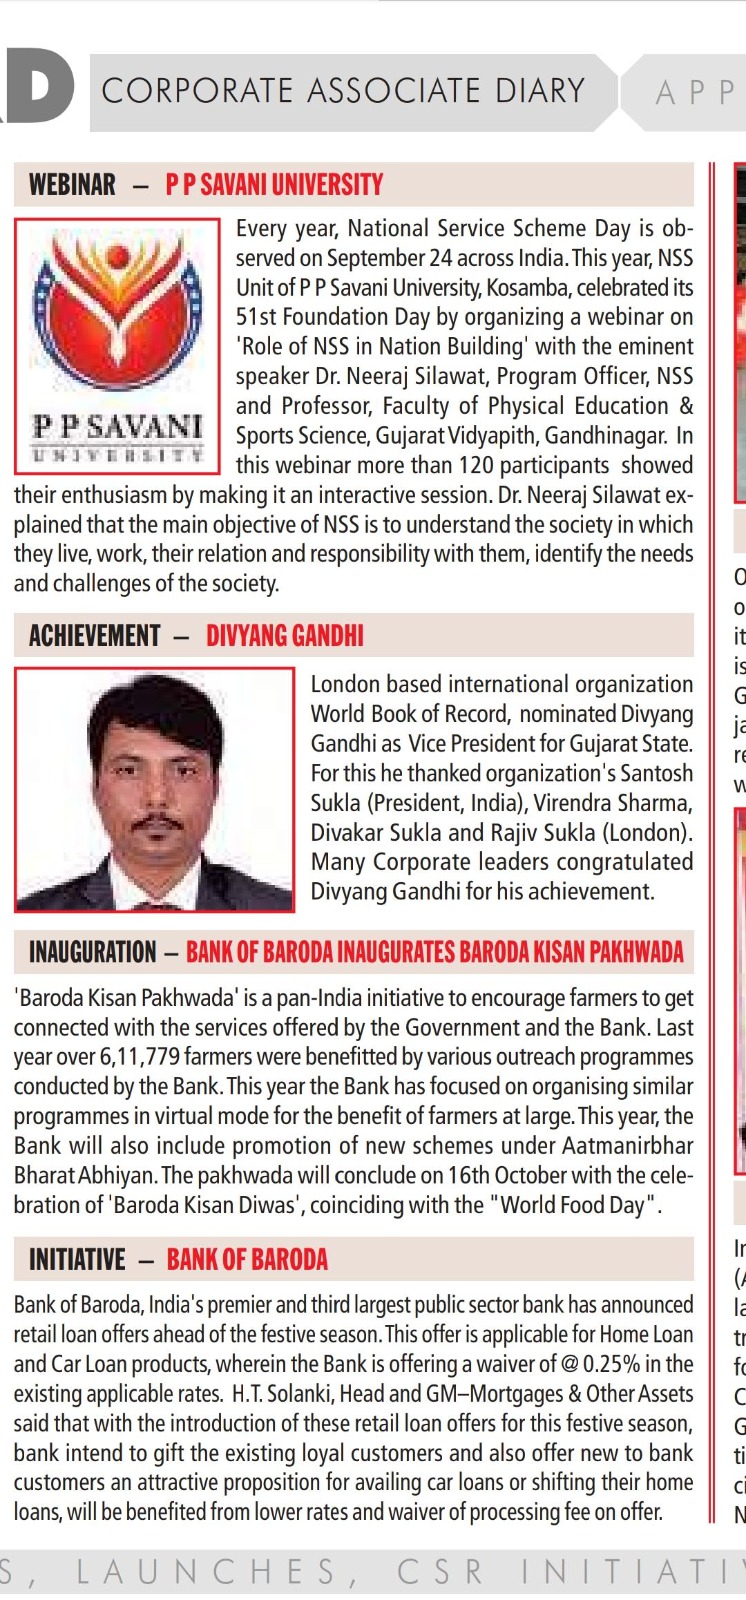 D
CORPORATE ASSOCIATE DIARY
A P P
WEBINAR – P P SAVANI UNIVERSITY
P P SAVANI
UNIVERSITY
Every year, National Service Scheme Day is ob-
served on September 24 across India. This year, NSS
Unit of P P Savani University, Kosamba, celebrated its
51st Foundation Day by organizing a webinar on
'Role of NSS in Nation Building' with the eminent
speaker Dr. Neeraj Silawat, Program Officer, NSS
and Professor, Faculty of Physical Education &
Sports Science, Gujarat Vidyapith, Gandhinagar. In
this webinar more than 120 participants showed
their enthusiasm by making it an interactive session. Dr. Neeraj Silawat ex-
plained that the main objective of NSS is to understand the society in which
they live, work, their relation and responsibility with them, identify the needs
and challenges of the society.
ACHIEVEMENT – DIVYANG GANDHI
London based international organization
World Book of Record, nominated Divyang
Gandhi as Vice President for Gujarat State.
For this he thanked organization's Santosh
Sukla (President, India), Virendra Sharma,
Divakar Sukla and Rajiv Sukla (London).
Many Corporate leaders congratulated
Divyang Gandhi for his achievement.
INAUGURATION – BANK OF BARODA INAUGURATES BARODA KISAN PAKHWADA
'Baroda Kisan Pakhwada' is a pan-India initiative to encourage farmers to get
connected with the services offered by the Government and the Bank. Last
year over 6,11,779 farmers were benefitted by various outreach programmes
conducted by the Bank. This year the Bank has focused on organising similar
programmes in virtual mode for the benefit of farmers at large. This year, the
Bank will also include promotion of new schemes under Aatmanirbhar
Bharat Abhiyan. The pakhwada will conclude on 16th October with the cele-
bration of 'Baroda Kisan Diwas', coinciding with the "World Food Day".
INITIATIVE – BANK OF BARODA
Bank of Baroda, India's premier and third largest public sector bank has announced
retail loan offers ahead of the festive season. This offer is applicable for Home Loan
and Car Loan products, wherein the Bank is offering a waiver of @ 0.25% in the
existing applicable rates. H.T. Solanki, Head and GM–Mortgages & Other Assets
said that with the introduction of these retail loan offers for this festive season,
bank intend to gift the existing loyal customers and also offer new to bank
customers an attractive proposition for availing car loans or shifting their home
loans, will be benefited from lower rates and waiver of processing fee on offer.
S, LAUNCHES, CSR INITIATIV